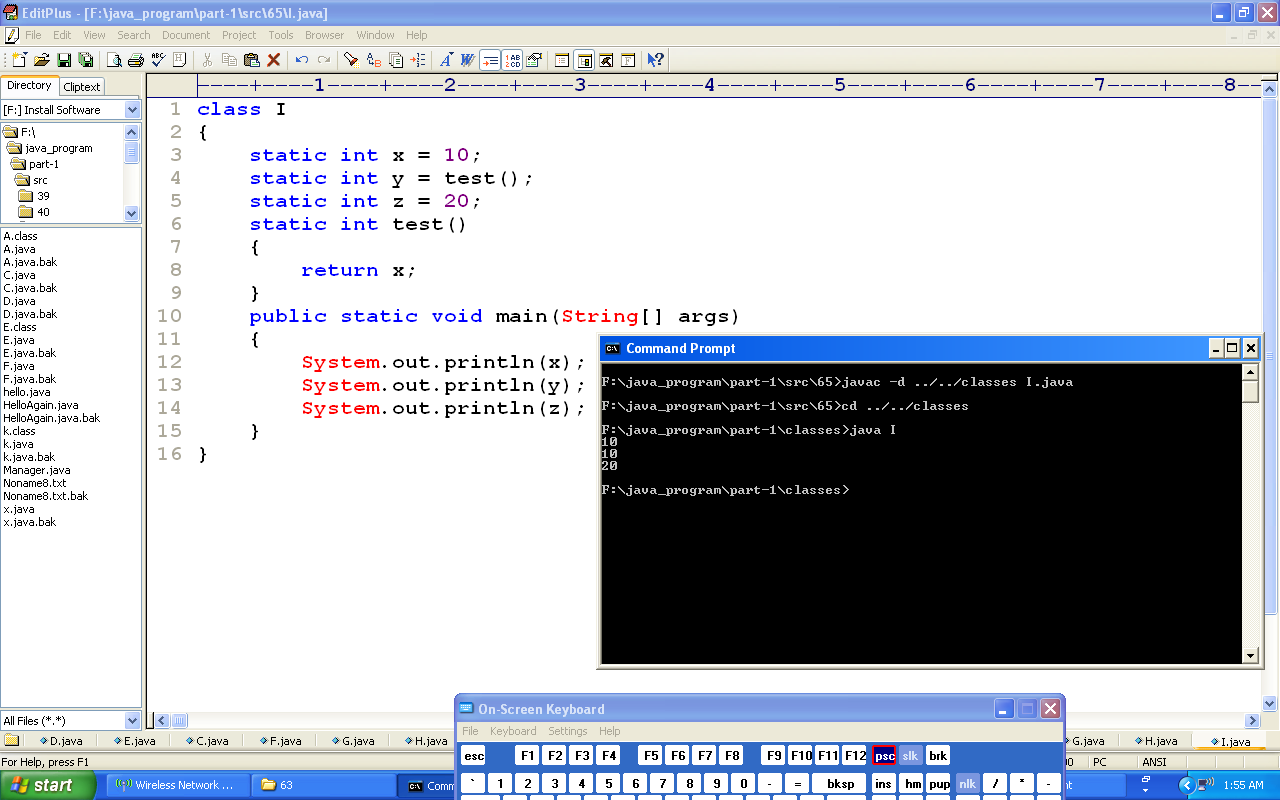 EditPlus - [F:\java_program\part-1\src\65\I.java]
File Edit View Search Document Project Tools Browser Window Help
Directory Cliptext
[F:] Install Software
F:\
java_program
part-1
src
39
40
A.class
A.java
A.java.bak
C.java
C.java.bak
D.java
D.java.bak
E.class
E.java
E.java.bak
F.java
F.java.bak
hello.java
HelloAgain.java
HelloAgain.java.bak
k.class
k.java
k.java.bak
Manager.java
Noname8.txt
Noname8.txt.bak
x.java
x.java.bak
All Files (*.*)
----+----1----+----2----+----3----+----4----+----5----+----6----+----7----+----8--
1 class I
2 {
3 static int x = 10;
4 static int y = test();
5 static int z = 20;
6 static int test()
7 {
8 return x;
9 }
10 public static void main(String[] args)
11 {
12 System.out.println(x);
13 System.out.println(y);
14 System.out.println(z);
15 }
16 }
Command Prompt
F:\java_program\part-1\src\65>javac -d ../../classes I.java
F:\java_program\part-1\src\65>cd ../../classes
F:\java_program\part-1\classes>java I
10
10
20
F:\java_program\part-1\classes>
On-Screen Keyboard
File Keyboard Settings Help
esc F1 F2 F3 F4 F5 F6 F7 F8 F9 F10 F11 F12 psc slk brk
` 1 2 3 4 5 6 7 8 9 0 - = bksp ins hm pup nlk / * -
D.java E.java C.java F.java G.java H.java G.java H.java I.java
For Help, press F1 00 PC ANSI
start Wireless Network ... 63 Comm nt 1:55 AM